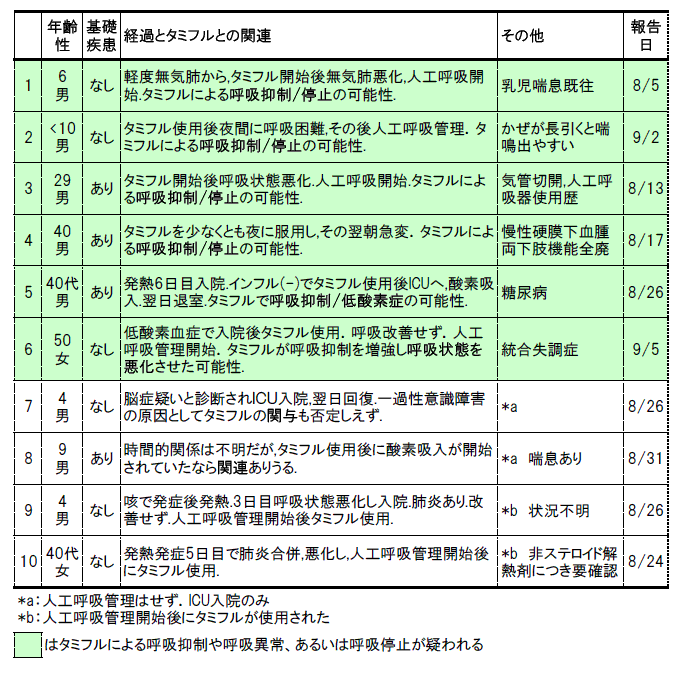 年齢 基礎 経過とタミフルとの関連 その他 報告
性 疾患 日
1 6 なし 軽度無気肺から,タミフル開始後無気肺悪化,人工呼吸開 乳児喘息既往 8/5
男 始.タミフルによる呼吸抑制/停止の可能性.
2 <10 なし タミフル使用後夜間に呼吸困難,その後人工呼吸管理. タ かぜが長引くと喘 9/2
男 ミフルによる呼吸抑制/停止の可能性. 鳴出やすい
3 29 あり タミフル開始後呼吸状態悪化.人工呼吸開始.タミフルによ 気管切開,人工呼 8/13
男 る呼吸抑制/停止の可能性. 吸器使用歴
4 40 あり タミフルを少なくとも夜に服用し,その翌朝急変. タミフルによ 慢性硬膜下血腫 8/17
男 る呼吸抑制/停止の可能性. 両下肢機能全廃
5 40代 あり 発熱6日目入院.インフル(-)でタミフル使用後ICUへ,酸素吸 糖尿病 8/26
男 入.翌日退室.タミフルで呼吸抑制/低酸素症の可能性.
6 50 なし 低酸素血症で入院後タミフル使用. 呼吸改善せず. 人工 統合失調症 9/5
女 呼吸管理開始. タミフルが呼吸抑制を増強し呼吸状態を
悪化させた可能性.
7 4 なし 脳症疑いと診断されICU入院,翌日回復.一過性意識障害 *a 8/26
男 の原因としてタミフルの関与も否定しえず.
8 9 あり 時間的関係は不明だが,タミフル使用後に酸素吸入が開始 *a 喘息あり 8/31
男 されていたなら関連ありうる.
9 4 なし 咳で発症後発熱.3日目呼吸状態悪化し入院.肺炎あり.改 *b 状況不明 8/26
男 善せず.人工呼吸管理開始後タミフル使用.
10 40代 なし 発熱発症5日目で肺炎合併,悪化し,人工呼吸管理開始後 *b 非ステロイド解 8/24
女 にタミフル使用. 熱剤につき要確認
*a:人工呼吸管理はせず. ICU入院のみ
*b:人工呼吸管理開始後にタミフルが使用された
はタミフルによる呼吸抑制や呼吸異常、あるいは呼吸停止が疑われる